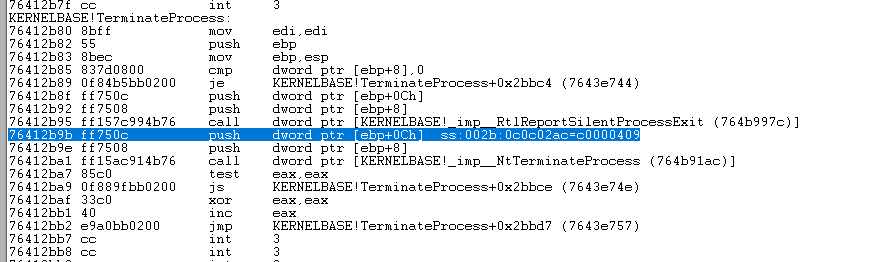 76412b7f cc int 3
KERNELBASE!TerminateProcess:
76412b80 8bff mov edi,edi
76412b82 55 push ebp
76412b83 8bec mov ebp,esp
76412b85 837d0800 cmp dword ptr [ebp+8],0
76412b89 0f84b5bb0200 je KERNELBASE!TerminateProcess+0x2bbc4 (7643e744)
76412b8f ff750c push dword ptr [ebp+0Ch]
76412b92 ff7508 push dword ptr [ebp+8]
76412b95 ff157c994b76 call dword ptr [KERNELBASE!_imp__RtlReportSilentProcessExit (764b997c)]
76412b9b ff750c push dword ptr [ebp+0Ch] ss:002b:0c0c02ac=c0000409
76412b9e ff7508 push dword ptr [ebp+8]
76412ba1 ff15ac914b76 call dword ptr [KERNELBASE!_imp__NtTerminateProcess (764b91ac)]
76412ba7 85c0 test eax,eax
76412ba9 0f889fbb0200 js KERNELBASE!TerminateProcess+0x2bbce (7643e74e)
76412baf 33c0 xor eax,eax
76412bb1 40 inc eax
76412bb2 e9a0bb0200 jmp KERNELBASE!TerminateProcess+0x2bbd7 (7643e757)
76412bb7 cc int 3
76412bb8 cc int 3